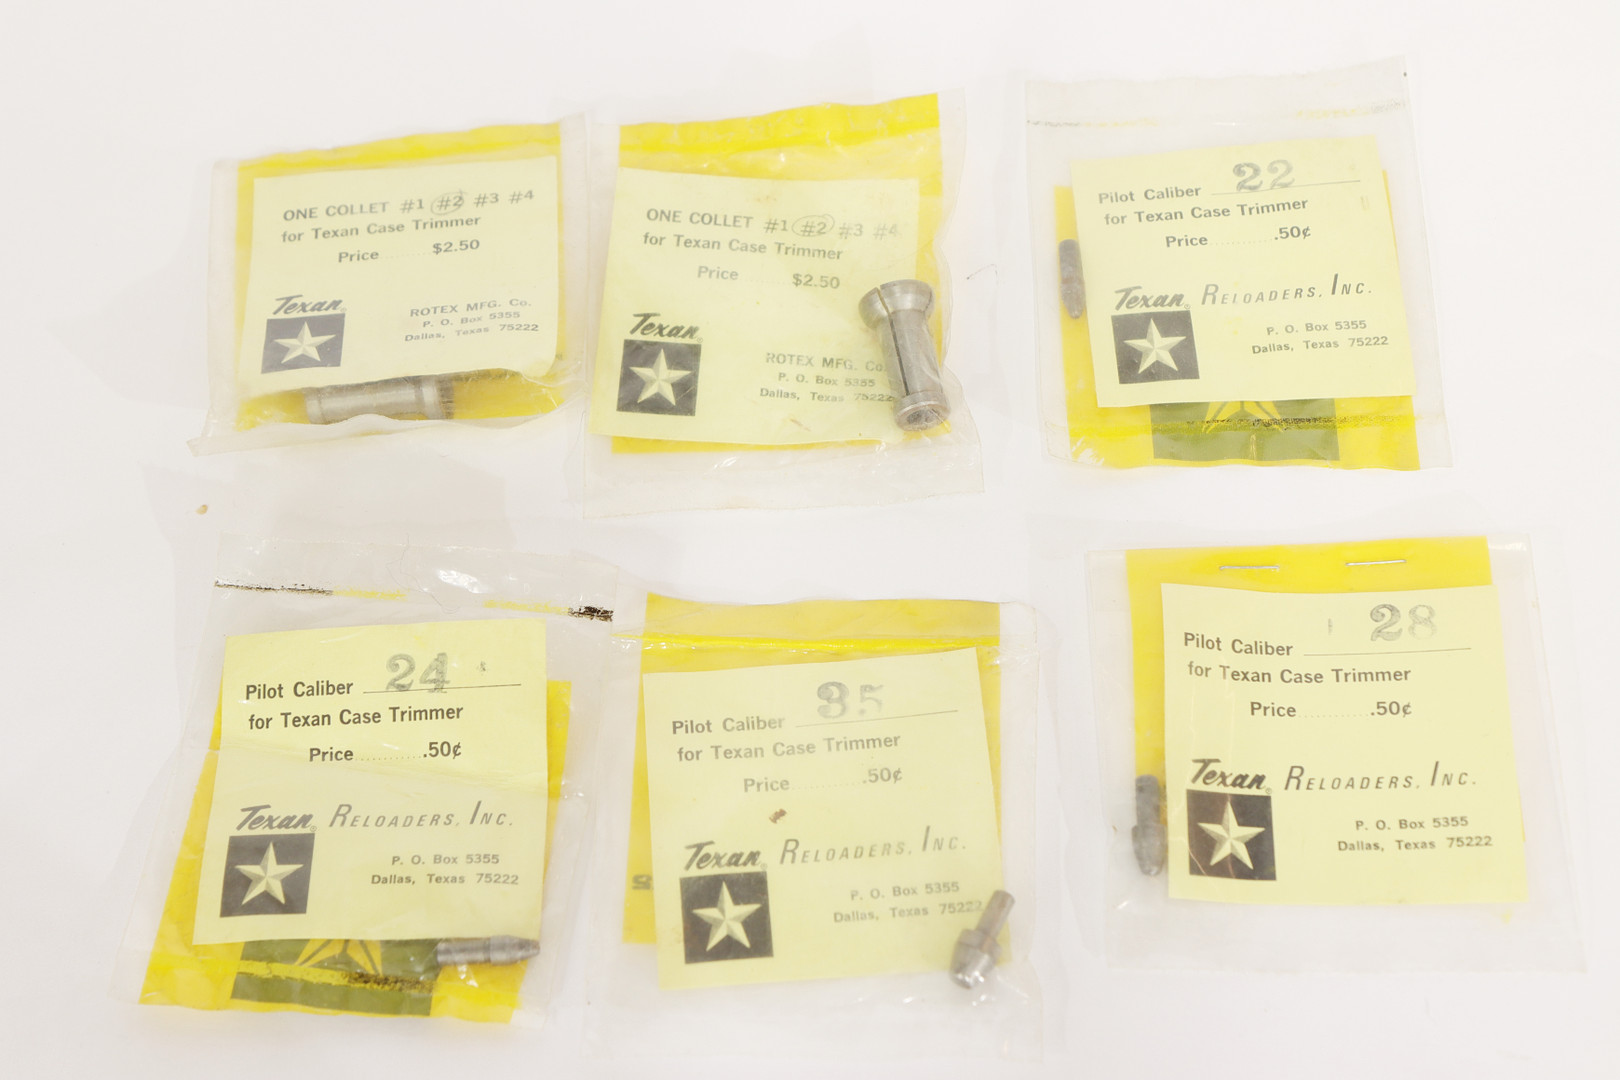 ONE COLLET #1 #2 #3 #4
for Texan Case Trimmer
Price ........ $2.50
Texan®
ROTEX MFG. Co.
P. O. Box 5355
Dallas, Texas 75222
ONE COLLET #1 #2 #3 #4
for Texan Case Trimmer
Price ........ $2.50
Texan®
ROTEX MFG. Co.
P. O. Box 5355
Dallas, Texas 75222
Pilot Caliber 22
for Texan Case Trimmer
Price ............ .50¢
Texan® RELOADERS, INC.
P. O. Box 5355
Dallas, Texas 75222
Pilot Caliber 24
for Texan Case Trimmer
Price ............ .50¢
Texan® RELOADERS, INC.
P. O. Box 5355
Dallas, Texas 75222
Pilot Caliber 35
for Texan Case Trimmer
Price ............ .50¢
Texan® RELOADERS, INC.
P. O. Box 5355
Dallas, Texas 75222
Pilot Caliber 28
for Texan Case Trimmer
Price ............ .50¢
Texan® RELOADERS, INC.
P. O. Box 5355
Dallas, Texas 75222